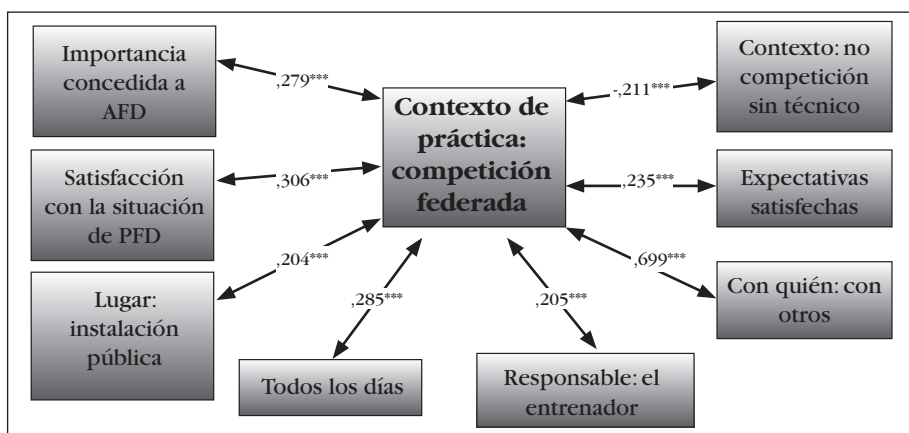 Importancia
concedida a
AFD
,279***
Satisfacción
con la situación
de PFD
,306***
Lugar:
instalación
pública
,204***
Contexto de
práctica:
competición
federada
-,211***
Contexto: no
competición
sin técnico
,235***
Expectativas
satisfechas
,699***
Con quién: con
otros
,285***
Todos los días
,205***
Responsable: el
entrenador